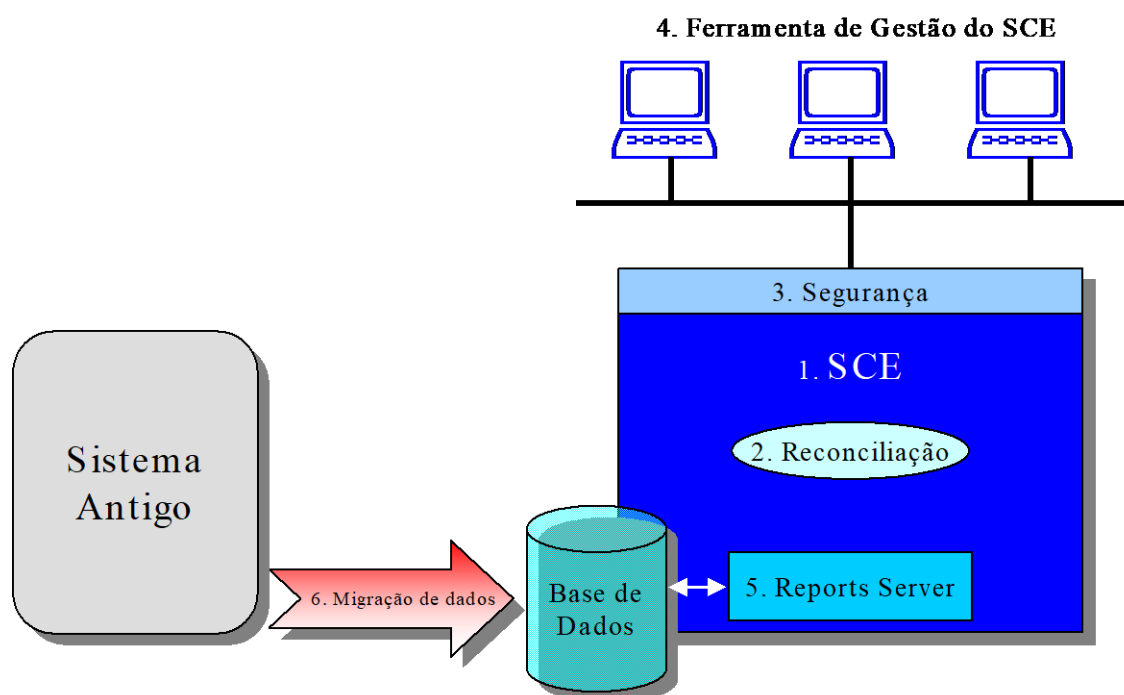 4. Ferramenta de Gestão do SCE
3. Segurança
1. SCE
2. Reconciliação
Sistema
Antigo
6. Migração de dados
Base de
Dados
5. Reports Server